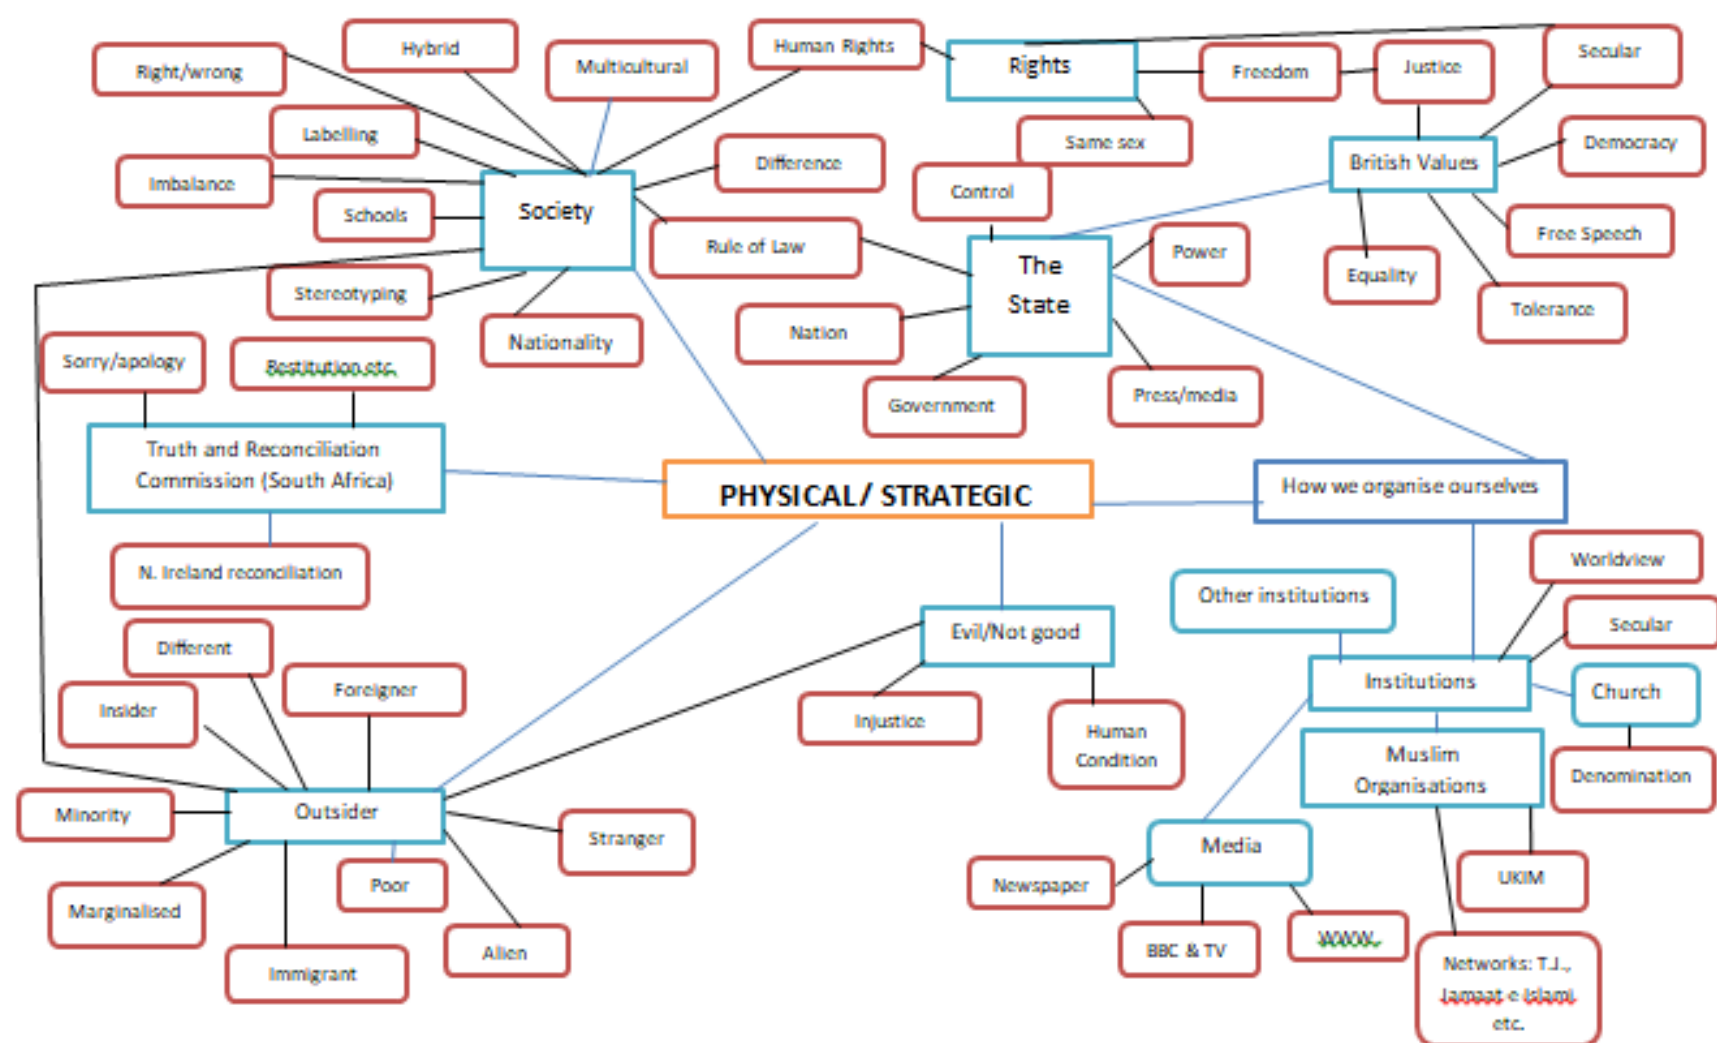 Hybrid
Human Rights
Right/wrong
Multicultural
Rights
Freedom
Justice
Secular
Labelling
Difference
Same sex
Democracy
British Values
Imbalance
Control
Schools
Society
Rule of Law
Power
Free Speech
The
State
Equality
Stereotyping
Tolerance
Nation
Nationality
Sorry/apology
Restitution etc.
Government
Press/media
Truth and Reconciliation
Commission (South Africa)
PHYSICAL/ STRATEGIC
How we organise ourselves
N. Ireland reconciliation
Worldview
Other institutions
Secular
Different
Evil/Not good
Foreigner
Institutions
Church
Insider
Injustice
Human
Condition
Muslim
Organisations
Denomination
Minority
Outsider
Stranger
Media
Poor
Newspaper
UKIM
Marginalised
BBC & TV
WWW.
Alien
Immigrant
Networks: T.J.,
Jamaat e Islami
etc.